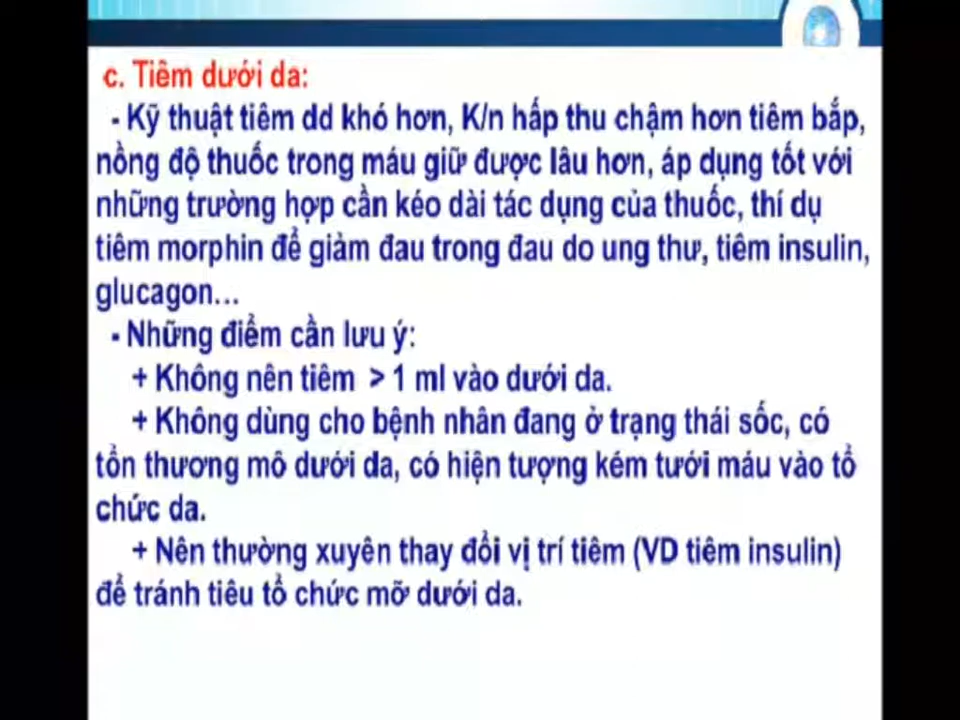 c. Tiêm dưới da:
- Kỹ thuật tiêm dd khó hơn, K/n hấp thu chậm hơn tiêm bắp,
nồng độ thuốc trong máu giữ được lâu hơn, áp dụng tốt với
những trường hợp cần kéo dài tác dụng của thuốc, thí dụ
tiêm morphin để giảm đau trong đau do ung thư, tiêm insulin,
glucagon...
- Những điểm cần lưu ý:
+ Không nên tiêm > 1 ml vào dưới da.
+ Không dùng cho bệnh nhân đang ở trạng thái sốc, có
tổn thương mô dưới da, có hiện tượng kém tưới máu vào tổ
chức da.
+ Nên thường xuyên thay đổi vị trí tiêm (VD tiêm insulin)
để tránh tiêu tổ chức mỡ dưới da.